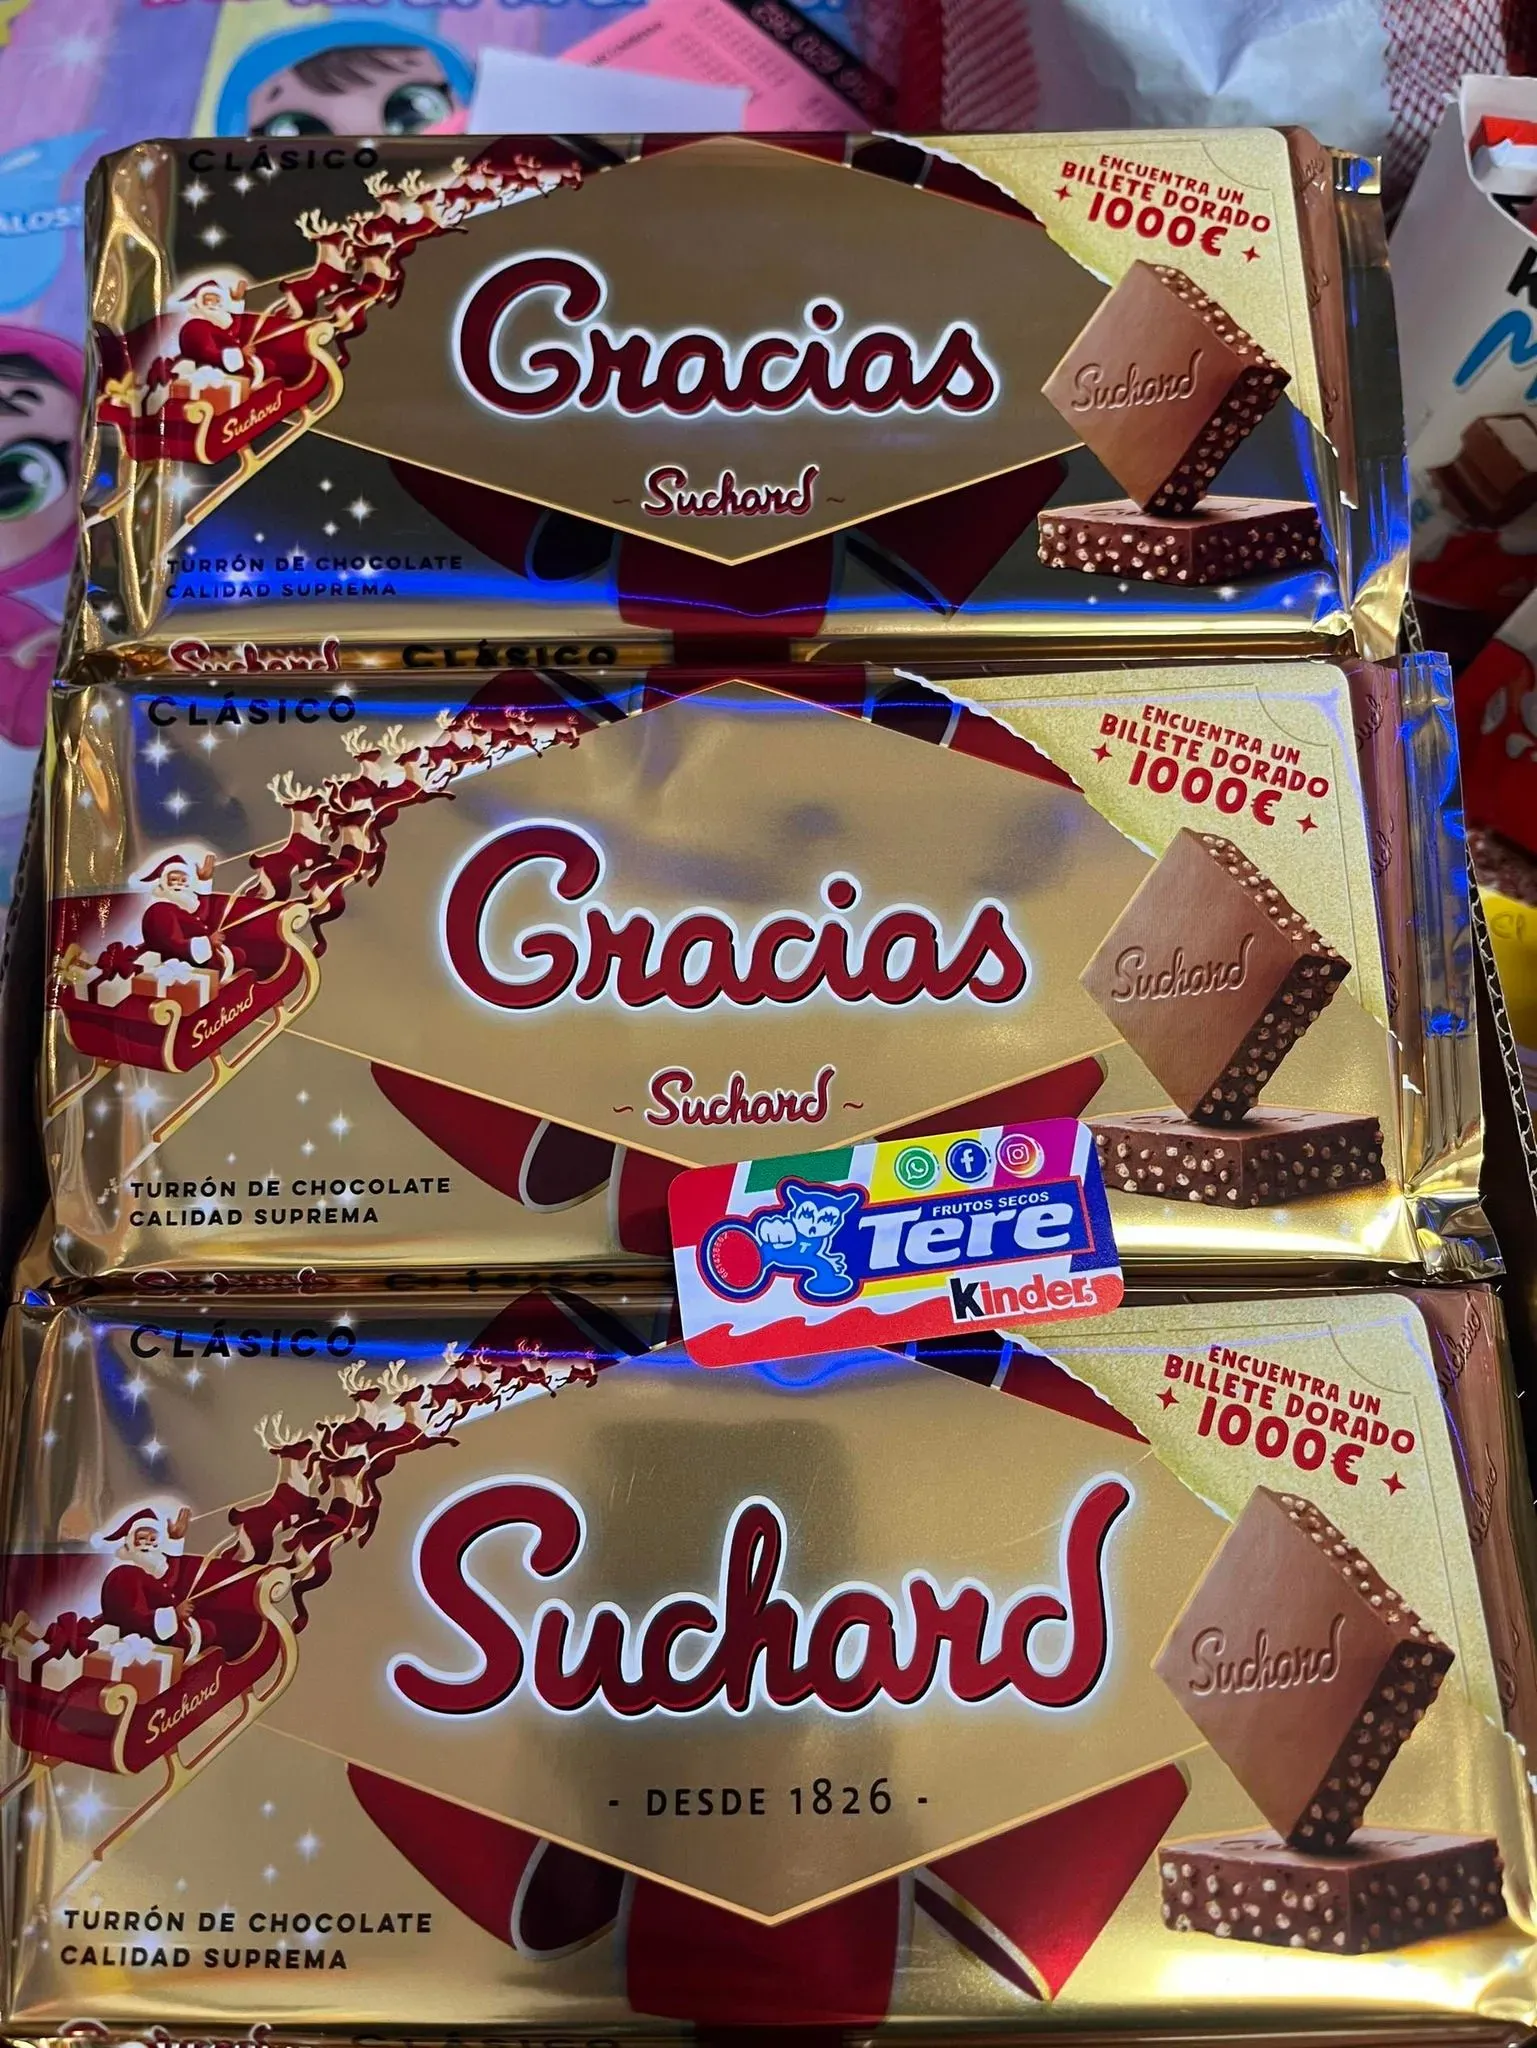 CLÁSICO
ENCUENTRA UN
BILLETE DORADO
1000€
Gracias
Suchard
Suchard
~ Suchard ~
TURRÓN DE CHOCOLATE
CALIDAD SUPREMA
Suchard CLÁSICO
CLÁSICO
ENCUENTRA UN
BILLETE DORADO
1000€
Gracias
Suchard
Suchard
~ Suchard ~
TURRÓN DE CHOCOLATE
CALIDAD SUPREMA
FRUTOS SECOS
Tere
Kinder
CLÁSICO
ENCUENTRA UN
BILLETE DORADO
1000€
Suchard
Suchard
Suchard
- DESDE 1826 -
TURRÓN DE CHOCOLATE
CALIDAD SUPREMA